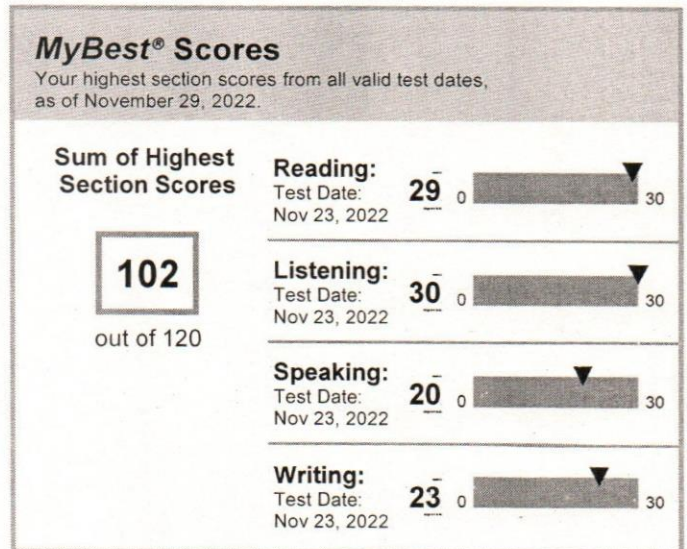 MyBest® Scores
Your highest section scores from all valid test dates,
as of November 29, 2022.
Sum of Highest
Section Scores
102
out of 120
Reading:
Test Date:
Nov 23, 2022
29
0
30
Listening:
Test Date:
Nov 23, 2022
30
0
30
Speaking:
Test Date:
Nov 23, 2022
20
0
30
Writing:
Test Date:
Nov 23, 2022
23
0
30